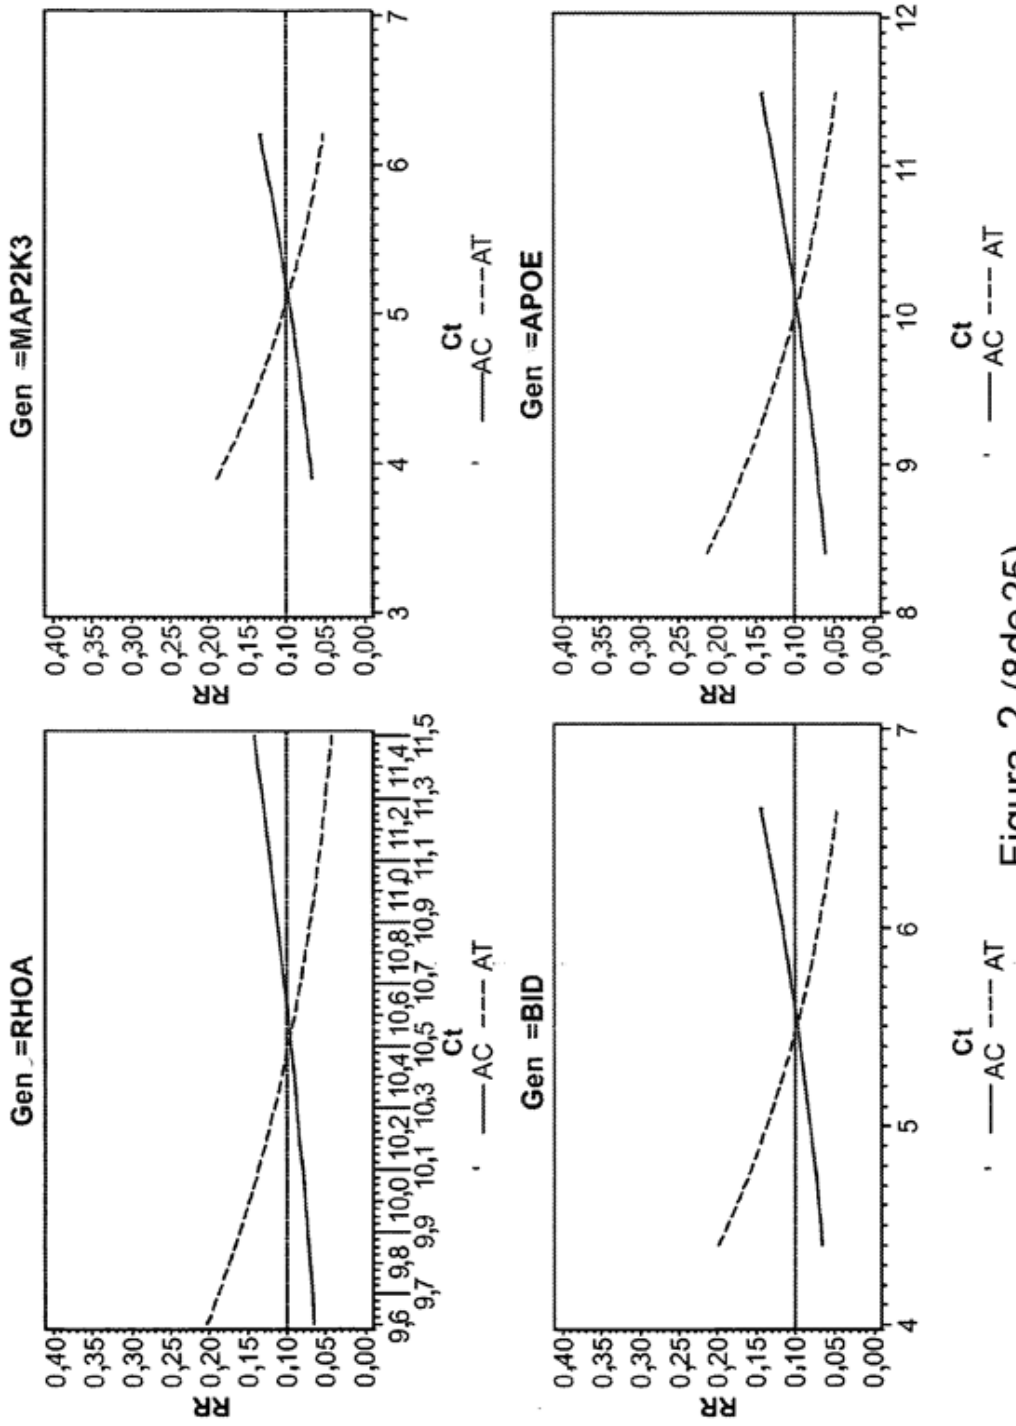 Gen =RHOA
RR
0,40
0,35
0,30
0,25
0,20
0,15
0,10
0,05
0,00
9,6 9,8 10,0 10,2 10,4 10,6 10,8 11,0 11,2 11,4
9,7 9,9 10,1 10,3 10,5 10,7 10,9 11,1 11,3 11,5
Ct
AC AT
Gen =MAP2K3
RR
0,40
0,35
0,30
0,25
0,20
0,15
0,10
0,05
0,00
3 4 5 6 7
Ct
AC AT
Gen =BID
RR
0,40
0,35
0,30
0,25
0,20
0,15
0,10
0,05
0,00
4 5 6 7
Ct
AC AT
Gen =APOE
RR
0,40
0,35
0,30
0,25
0,20
0,15
0,10
0,05
0,00
8 9 10 11 12
Ct
AC AT
Figura 2 (8de25)